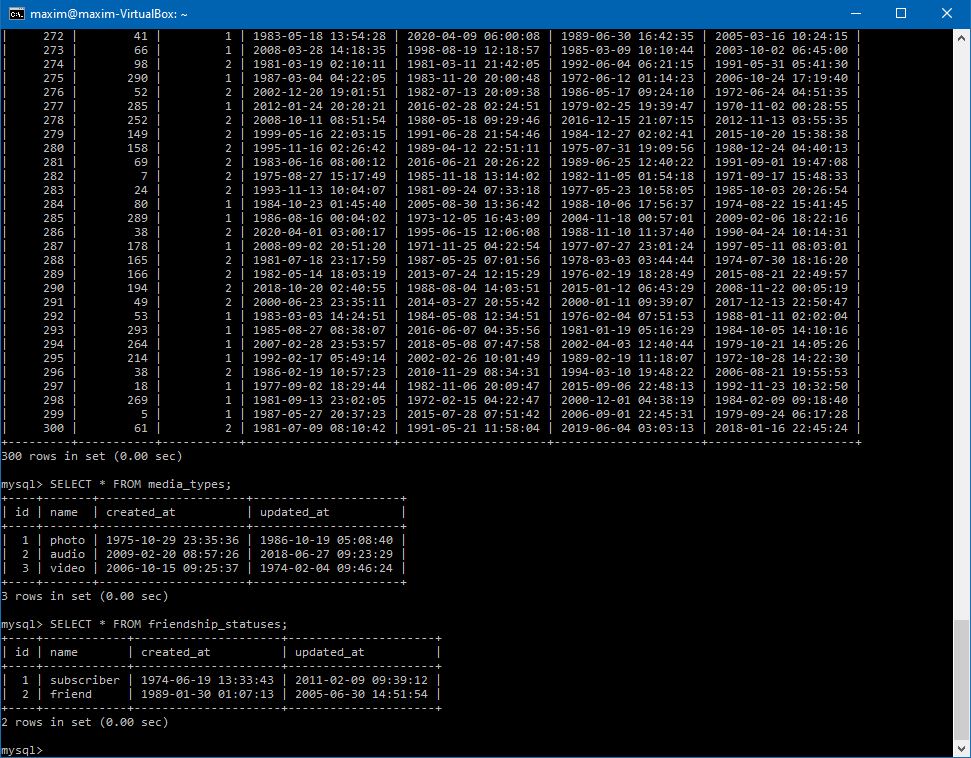 maxim@maxim-VirtualBox: ~
| 272 | 41 | 1 | 1983-05-18 13:54:28 | 2020-04-09 06:00:08 | 1989-06-30 16:42:35 | 2005-03-16 10:24:15 |
| 273 | 66 | 1 | 2008-03-28 14:18:35 | 1998-08-19 12:18:57 | 1985-03-09 10:10:44 | 2003-10-02 06:45:00 |
| 274 | 98 | 2 | 1981-03-19 02:10:11 | 1981-03-11 21:42:05 | 1992-06-04 06:21:15 | 1991-05-31 05:41:30 |
| 275 | 290 | 1 | 1987-03-04 04:22:05 | 1983-11-20 20:00:48 | 1972-06-12 01:14:23 | 2006-10-24 17:19:40 |
| 276 | 52 | 2 | 2002-12-20 19:01:51 | 1982-07-13 20:09:38 | 1986-05-17 09:24:10 | 1972-06-24 04:51:35 |
| 277 | 285 | 1 | 2012-01-24 20:20:21 | 2016-02-28 02:24:51 | 1979-02-25 19:39:47 | 1970-11-02 00:28:55 |
| 278 | 252 | 2 | 2008-10-11 08:51:54 | 1980-05-18 09:29:46 | 2016-12-15 21:07:15 | 2012-11-13 03:55:35 |
| 279 | 149 | 2 | 1999-05-16 22:03:15 | 1991-06-28 21:54:46 | 1984-12-27 02:02:41 | 2015-10-20 15:38:38 |
| 280 | 158 | 2 | 1995-11-16 02:26:42 | 1989-04-12 22:51:11 | 1975-07-31 19:09:56 | 1980-12-24 04:40:13 |
| 281 | 69 | 2 | 1983-06-16 08:00:12 | 2016-06-21 20:26:22 | 1989-06-25 12:40:22 | 1991-09-01 19:47:08 |
| 282 | 7 | 2 | 1975-08-27 15:17:49 | 1985-11-18 13:14:02 | 1982-11-05 01:54:18 | 1971-09-17 15:48:33 |
| 283 | 24 | 2 | 1993-11-13 10:04:07 | 1981-09-24 07:33:18 | 1977-05-23 10:58:05 | 1985-10-03 20:26:54 |
| 284 | 80 | 1 | 1984-10-23 01:45:40 | 2005-08-30 13:36:42 | 1988-10-06 17:56:37 | 1974-08-22 15:41:45 |
| 285 | 289 | 1 | 1986-08-16 00:04:02 | 1973-12-05 16:43:09 | 2004-11-18 00:57:01 | 2009-02-06 18:22:16 |
| 286 | 38 | 2 | 2020-04-01 03:00:17 | 1995-06-15 12:06:08 | 1988-11-10 11:37:40 | 1990-04-24 10:14:31 |
| 287 | 178 | 1 | 2008-09-02 20:51:20 | 1971-11-25 04:22:54 | 1977-07-27 23:01:24 | 1997-05-11 08:03:01 |
| 288 | 165 | 2 | 1981-07-18 23:17:59 | 1987-05-25 07:01:56 | 1978-03-03 03:44:44 | 1974-07-30 18:16:20 |
| 289 | 166 | 2 | 1982-05-14 18:03:19 | 2013-07-24 12:15:29 | 1976-02-19 18:28:49 | 2015-08-21 22:49:57 |
| 290 | 194 | 2 | 2018-10-20 02:40:55 | 1988-08-04 14:03:51 | 2015-01-12 06:43:29 | 2008-11-22 00:05:19 |
| 291 | 49 | 2 | 2000-06-23 23:35:11 | 2014-03-27 20:55:42 | 2000-01-11 09:39:07 | 2017-12-13 22:50:47 |
| 292 | 53 | 1 | 1983-03-03 14:24:51 | 1984-05-08 12:34:51 | 1976-02-04 07:51:53 | 1988-01-11 02:02:04 |
| 293 | 293 | 1 | 1985-08-27 08:38:07 | 2016-06-07 04:35:56 | 1981-01-19 05:16:29 | 1984-10-05 14:10:16 |
| 294 | 264 | 1 | 2007-02-28 23:53:57 | 2018-05-08 07:47:58 | 2002-04-03 12:40:44 | 1979-10-21 14:05:26 |
| 295 | 214 | 1 | 1992-02-17 05:49:14 | 2002-02-26 10:01:49 | 1989-02-19 11:18:07 | 1972-10-28 14:22:30 |
| 296 | 38 | 2 | 1986-02-19 10:57:23 | 2010-11-29 08:34:31 | 1994-03-10 19:48:22 | 2006-08-21 19:55:53 |
| 297 | 18 | 1 | 1977-09-02 18:29:44 | 1982-11-06 20:09:47 | 2015-09-06 22:48:13 | 1992-11-23 10:32:50 |
| 298 | 269 | 1 | 1981-09-13 23:02:05 | 1972-02-15 04:22:47 | 2000-12-01 04:38:19 | 1984-02-09 09:18:40 |
| 299 | 5 | 1 | 1987-05-27 20:37:23 | 2015-07-28 07:51:42 | 2006-09-01 22:45:31 | 1979-09-24 06:17:28 |
| 300 | 61 | 2 | 1981-07-09 08:10:42 | 1991-05-21 11:58:04 | 2019-06-04 03:03:13 | 2018-01-16 22:45:24 |
300 rows in set (0.00 sec)
mysql> SELECT * FROM media_types;
| id | name | created_at | updated_at |
| 1 | photo | 1975-10-29 23:35:36 | 1986-10-19 05:08:40 |
| 2 | audio | 2009-02-20 08:57:26 | 2018-06-27 09:23:29 |
| 3 | video | 2006-10-15 09:25:37 | 1974-02-04 09:46:24 |
3 rows in set (0.00 sec)
mysql> SELECT * FROM friendship_statuses;
| id | name | created_at | updated_at |
| 1 | subscriber | 1974-06-19 13:33:43 | 2011-02-09 09:39:12 |
| 2 | friend | 1989-01-30 01:07:13 | 2005-06-30 14:51:54 |
2 rows in set (0.00 sec)
mysql>